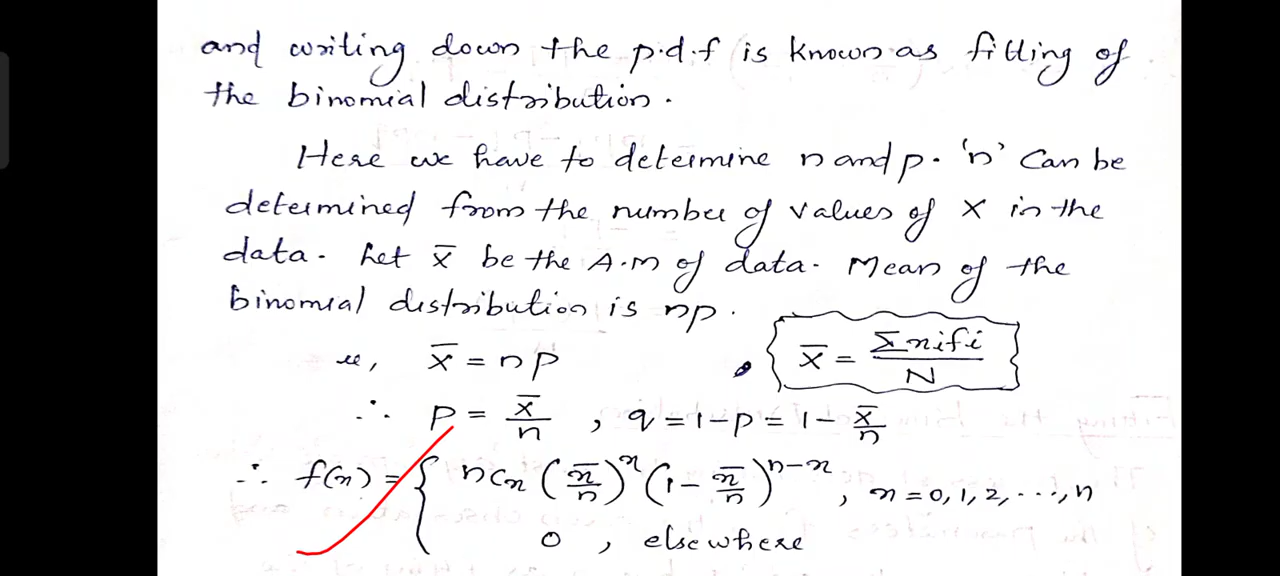 and writing down the p.d.f is known as fitting of
the binomial distribution.
Here we have to determine n and p. 'n' Can be
determined from the number of values of X in the
data. Let x̄ be the A.M of data. Mean of the
binomial distribution is np.
ie, x̄ = np
x̄ = Σxifi / N
∴ p = x̄/n , q = 1-p = 1 - x̄/n
∴ f(x) = { nCx (x̄/n)^x (1 - x̄/n)^n-x , x = 0, 1, 2, ..., n
0 , elsewhere